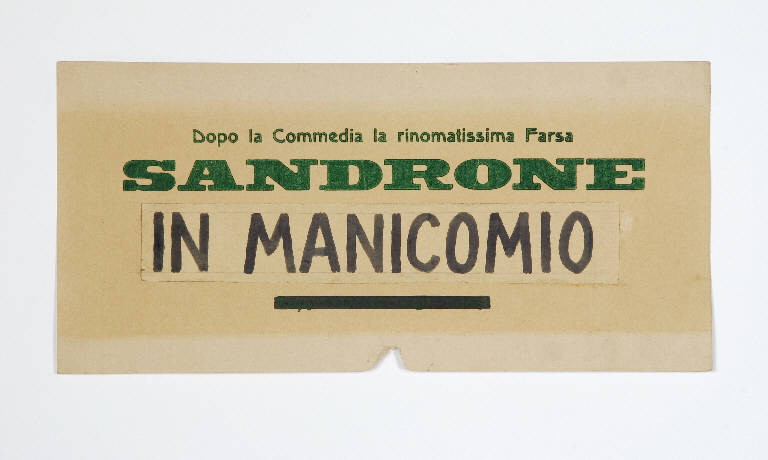 Dopo la Commedia la rinomatissima Farsa
SANDRONE
IN MANICOMIO